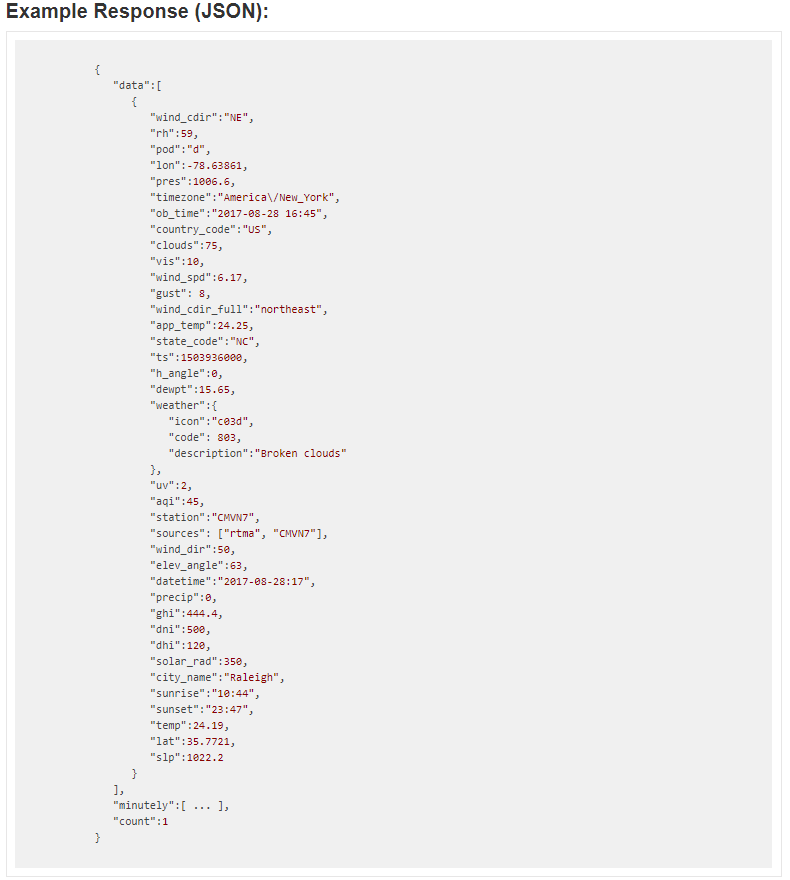 Example Response (JSON):
{
"data":[
{
"wind_cdir":"NE",
"rh":59,
"pod":"d",
"lon":-78.63861,
"pres":1006.6,
"timezone":"America\/New_York",
"ob_time":"2017-08-28 16:45",
"country_code":"US",
"clouds":75,
"vis":10,
"wind_spd":6.17,
"gust": 8,
"wind_cdir_full":"northeast",
"app_temp":24.25,
"state_code":"NC",
"ts":1503936000,
"h_angle":0,
"dewpt":15.65,
"weather":{
"icon":"c03d",
"code": 803,
"description":"Broken clouds"
},
"uv":2,
"aqi":45,
"station":"CMVN7",
"sources": ["rtma", "CMVN7"],
"wind_dir":50,
"elev_angle":63,
"datetime":"2017-08-28:17",
"precip":0,
"ghi":444.4,
"dni":500,
"dhi":120,
"solar_rad":350,
"city_name":"Raleigh",
"sunrise":"10:44",
"sunset":"23:47",
"temp":24.19,
"lat":35.7721,
"slp":1022.2
}
],
"minutely":[ ... ],
"count":1
}